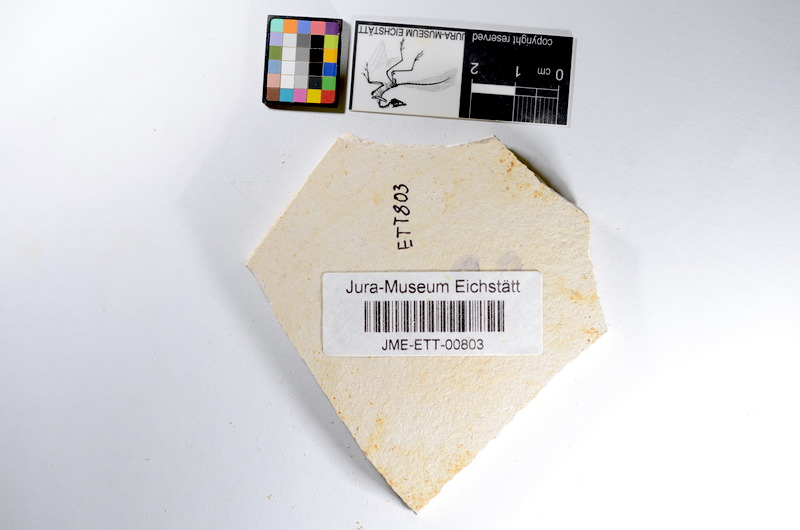 JURA-MUSEUM EICHSTÄTT
copyright reserved
0 cm 1 2
ETT803
Jura-Museum Eichstätt
JME-ETT-00803